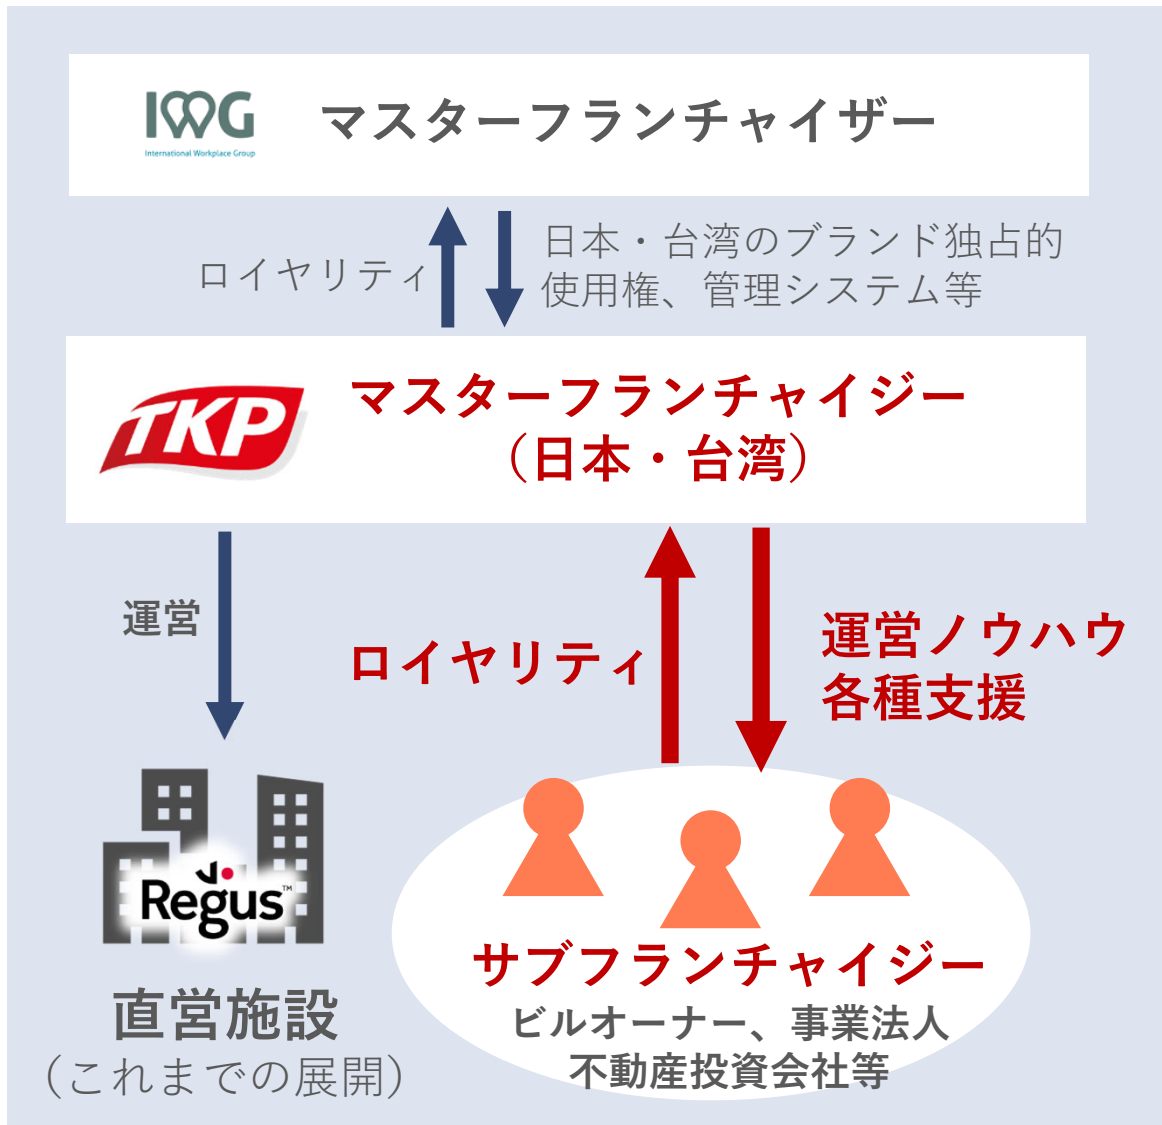 IWG
International Workplace Group
マスターフランチャイザー
ロイヤリティ
日本・台湾のブランド独占的
使用権、管理システム等
TKP
マスターフランチャイジー
（日本・台湾）
運営
ロイヤリティ
運営ノウハウ
各種支援
Regus™
直営施設
（これまでの展開）
サブフランチャイジー
ビルオーナー、事業法人
不動産投資会社等